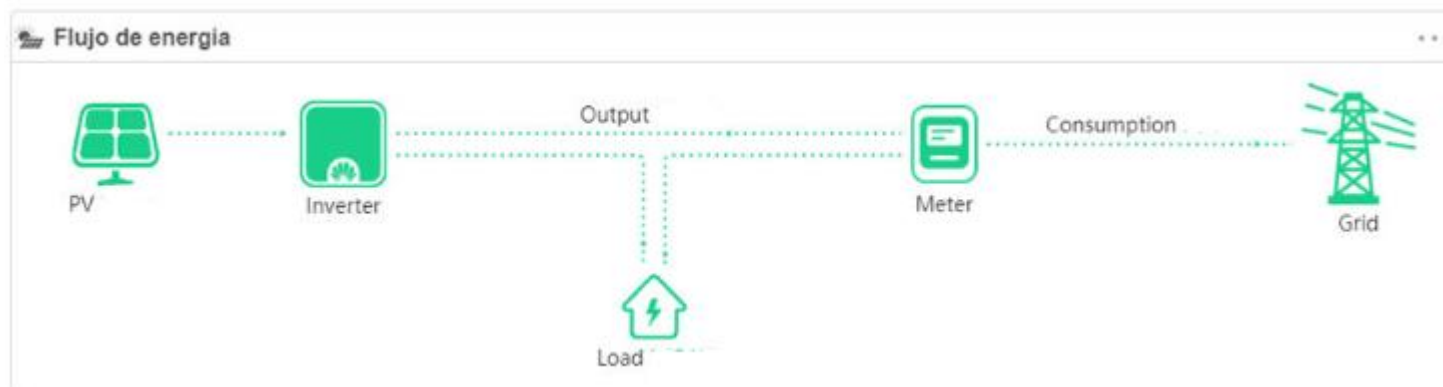 Flujo de energia
Output
Consumption
PV
Inverter
Meter
Grid
Load